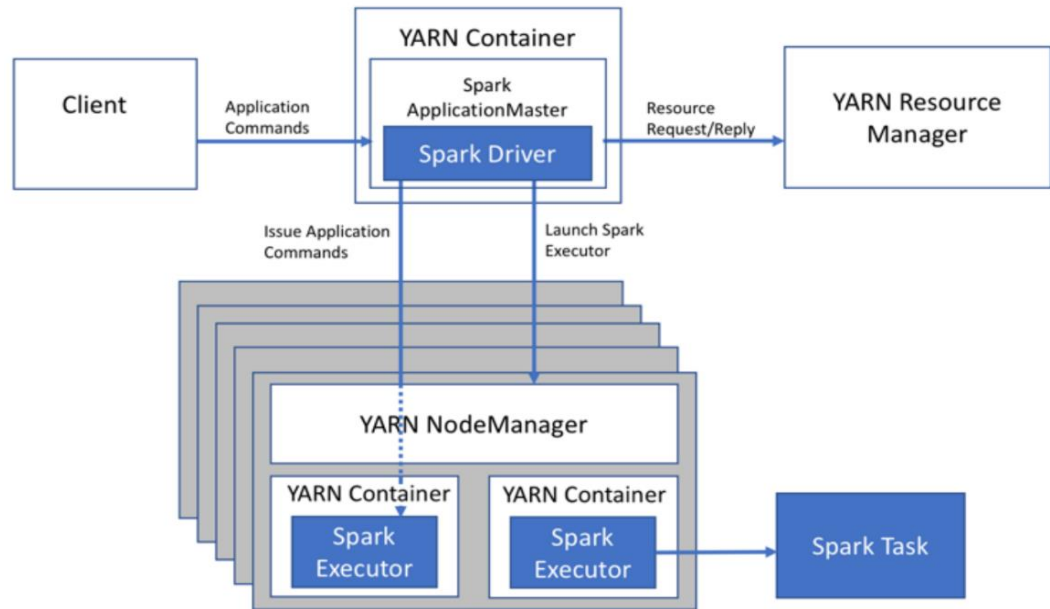 YARN Container
Client
Spark
ApplicationMaster
Spark Driver
Application
Commands
Resource
Request/Reply
YARN Resource
Manager
Issue Application
Commands
Launch Spark
Executor
YARN NodeManager
YARN Container
Spark
Executor
YARN Container
Spark
Executor
Spark Task